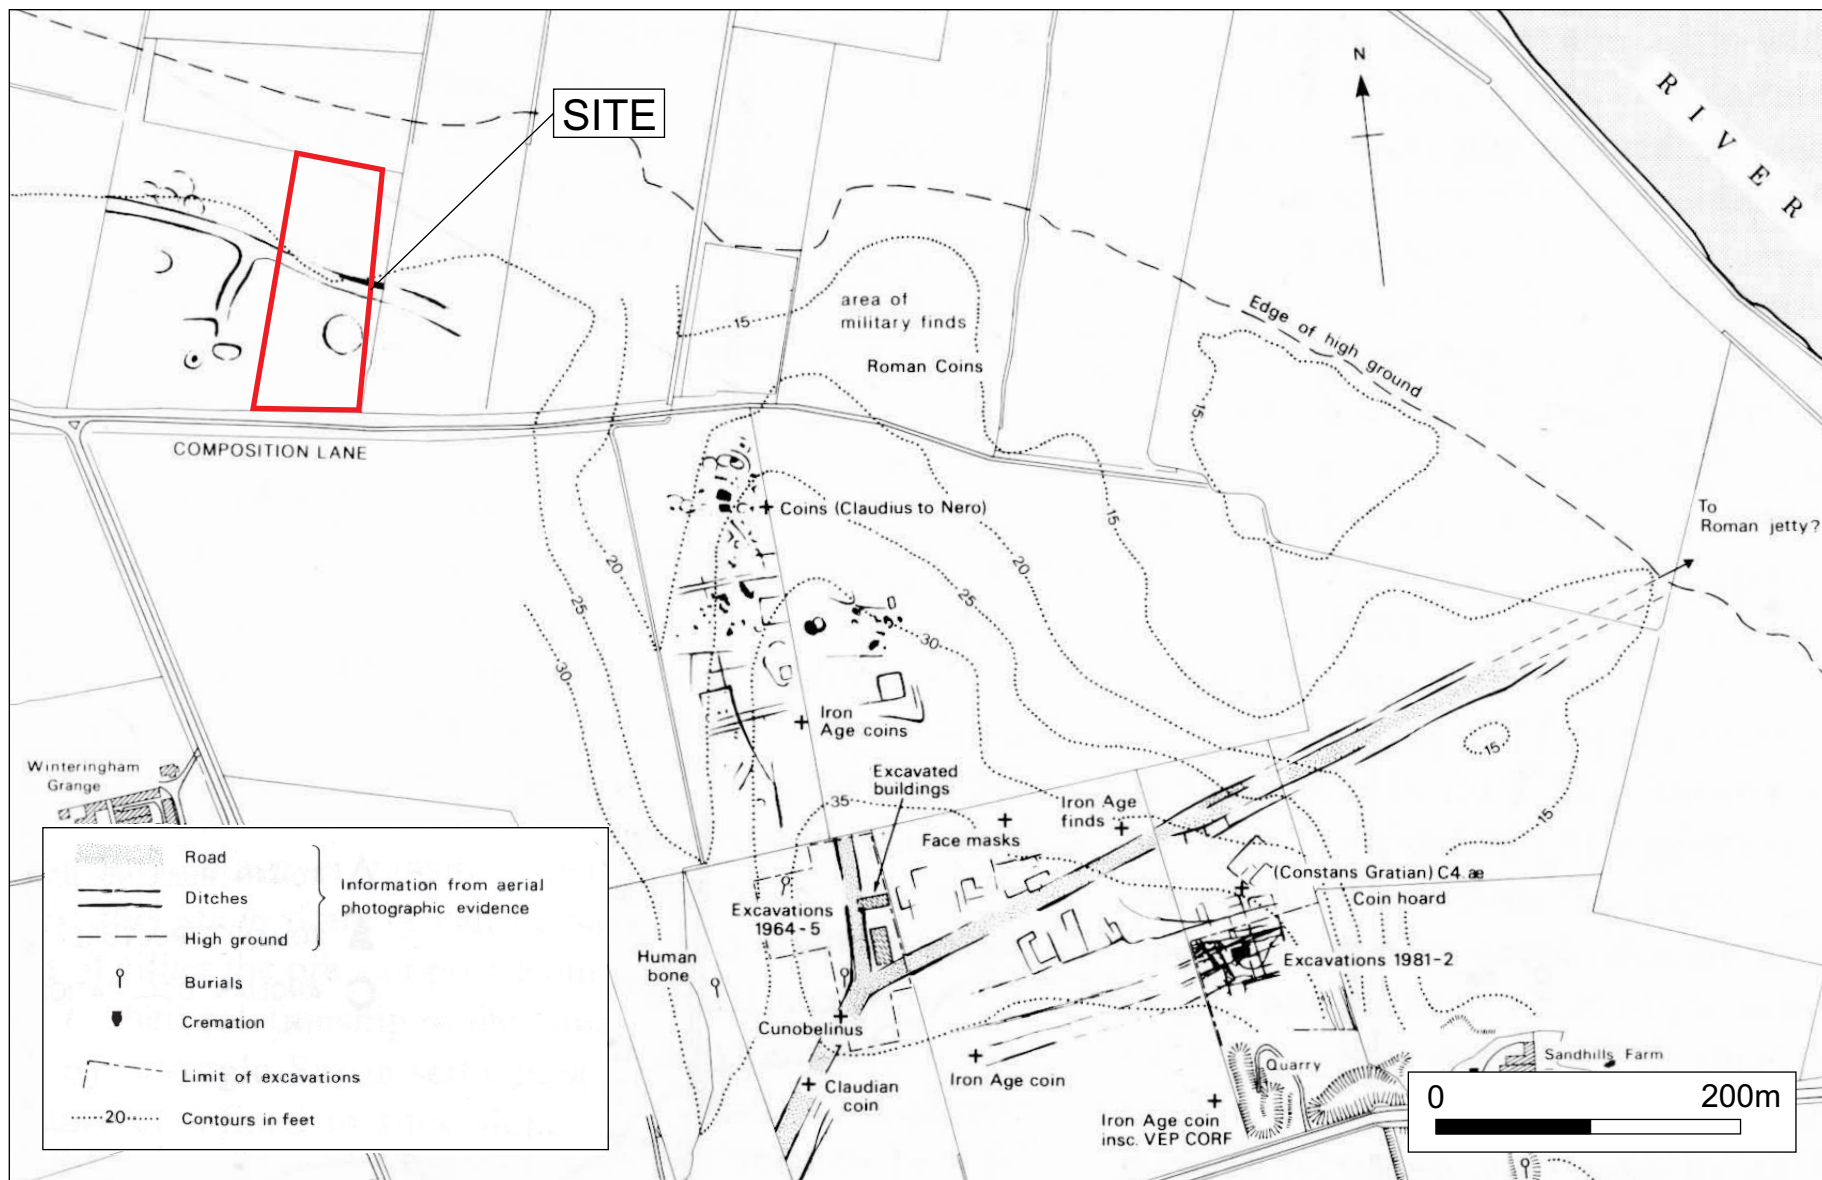 SITE
N
RIVER
area of
military finds
Roman Coins
15
Edge of high ground
15
COMPOSITION LANE
Coins (Claudius to Nero)
15
To
Roman jetty?
20
20
25
25
30
30
Iron
Age coins
15
Winteringham
Grange
Excavated
buildings
35
Iron Age
finds
15
Face masks
(Constans Gratian) C4 æ
Coin hoard
Excavations
1964-5
Human
bone
Excavations 1981-2
Cunobelinus
Claudian
coin
Iron Age coin
Quarry
Sandhills Farm
Iron Age coin
insc. VEP CORF
Road
Ditches
High ground
Information from aerial
photographic evidence
Burials
Cremation
Limit of excavations
20 Contours in feet
0 200m